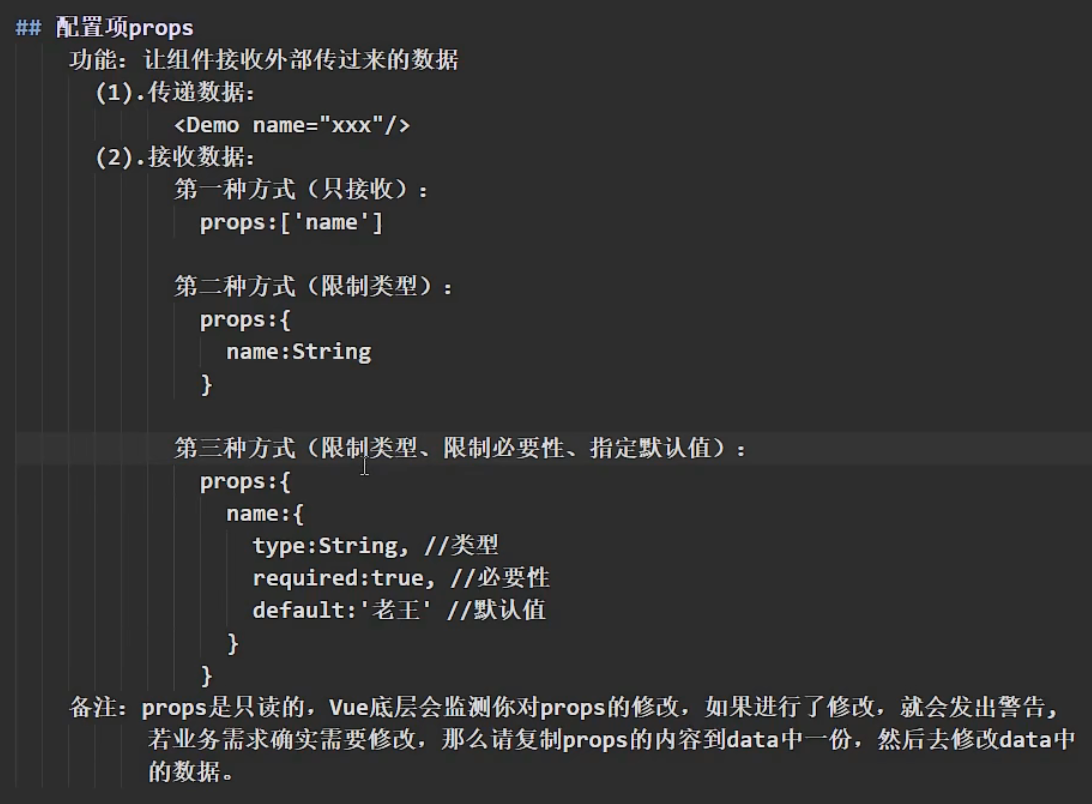 ## 配置项props
功能：让组件接收外部传过来的数据
(1).传递数据：
<Demo name="xxx"/>
(2).接收数据：
第一种方式（只接收）：
props:['name']
第二种方式（限制类型）：
props:{
name:String
}
第三种方式（限制类型、限制必要性、指定默认值）：
props:{
name:{
type:String, //类型
required:true, //必要性
default:'老王' //默认值
}
}
备注：props是只读的，Vue底层会监测你对props的修改，如果进行了修改，就会发出警告，
若业务需求确实需要修改，那么请复制props的内容到data中一份，然后去修改data中
的数据。